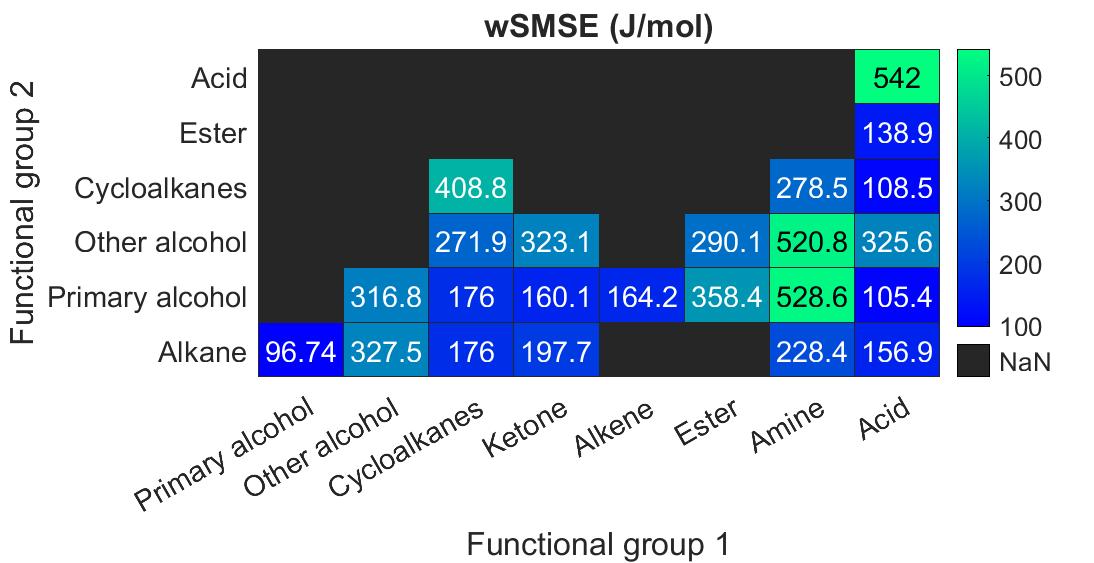 wSMSE (J/mol)
Functional group 2
Acid 542
Ester 138.9
Cycloalkanes 408.8 278.5 108.5
Other alcohol 271.9 323.1 290.1 520.8 325.6
Primary alcohol 316.8 176 160.1 164.2 358.4 528.6 105.4
Alkane 96.74 327.5 176 197.7 228.4 156.9
Primary alcohol Other alcohol Cycloalkanes Ketone Alkene Ester Amine Acid
Functional group 1
500
400
300
200
100
NaN